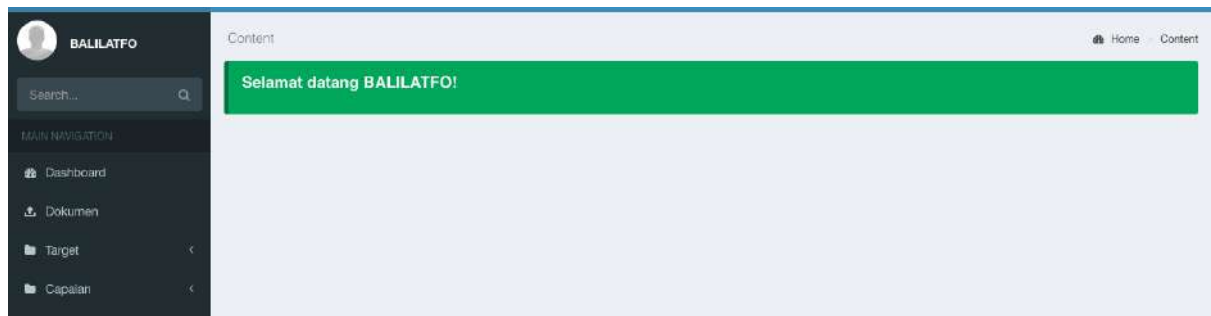 BALILATFO
Search...
MAIN NAVIGATION
Dashboard
Dokumen
Target
Capaian
Content
Home Content
Selamat datang BALILATFO!